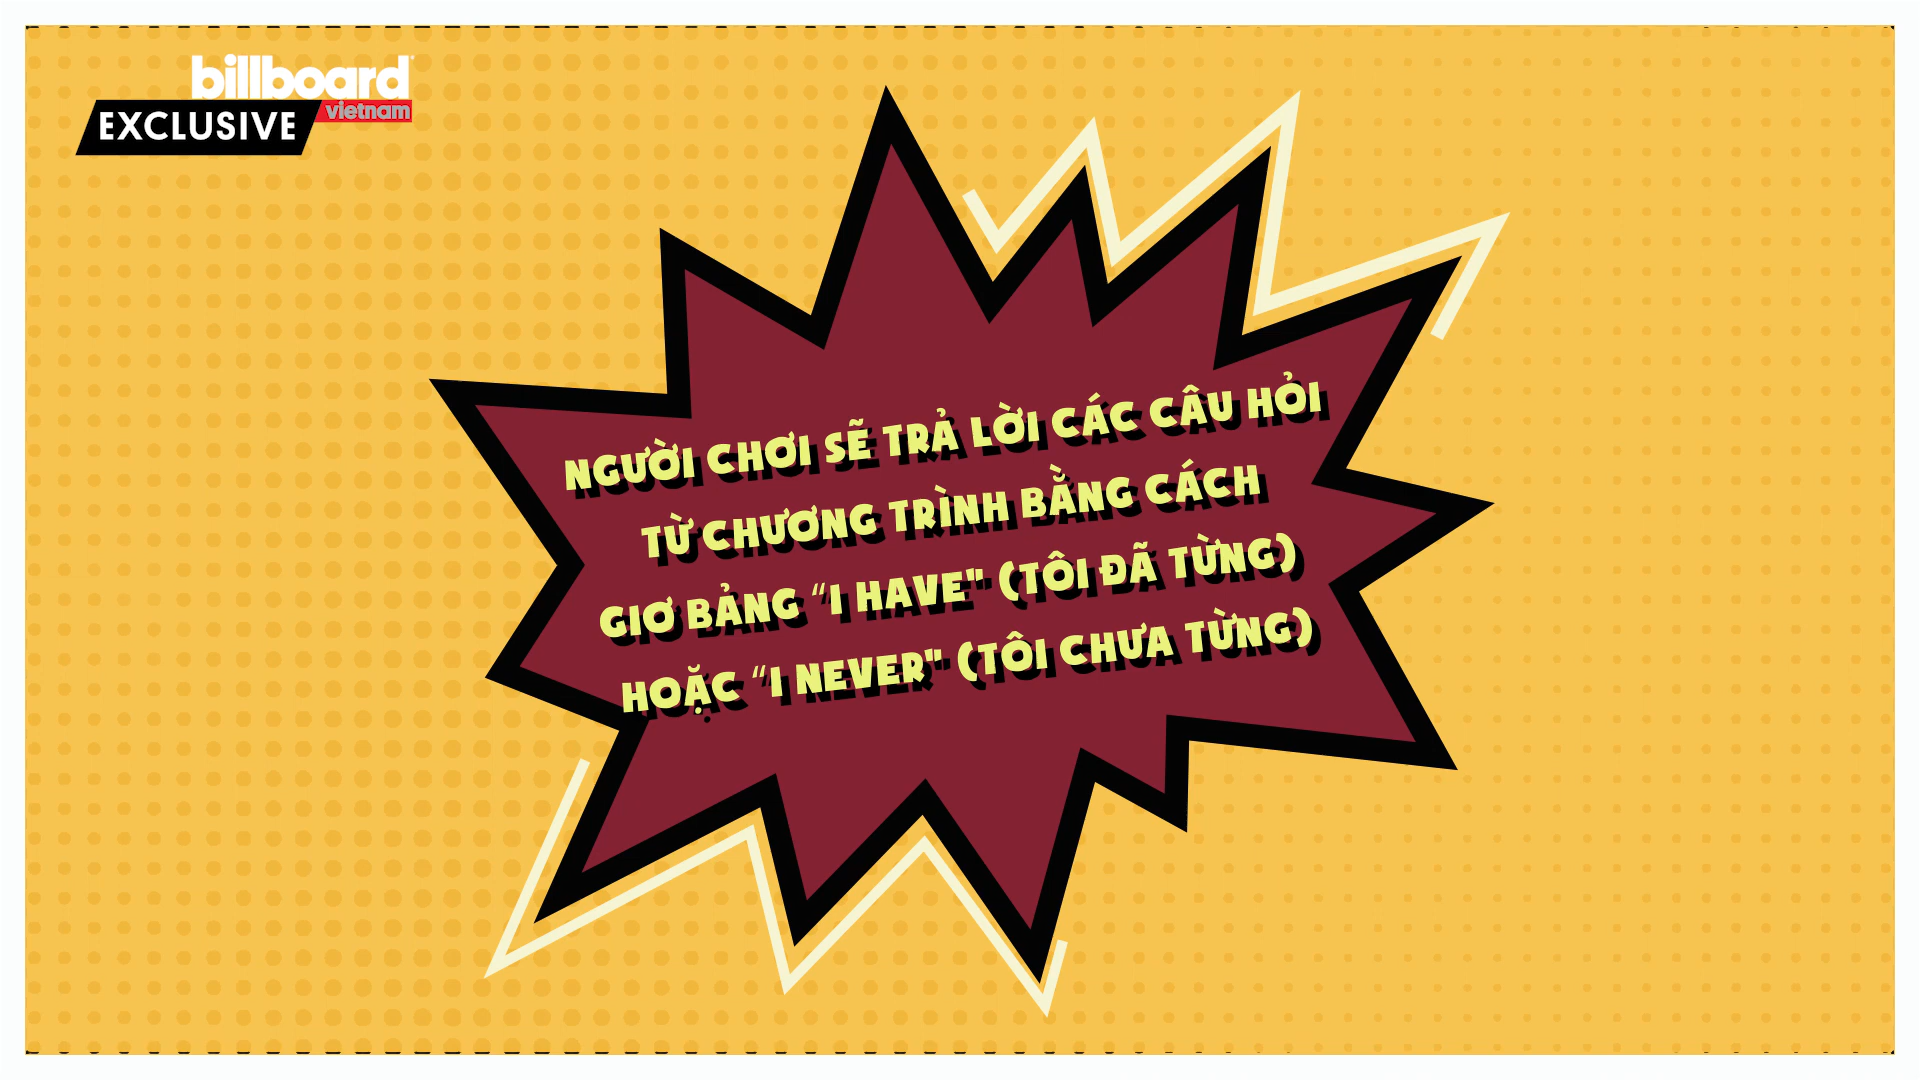 billboard
vietnam
EXCLUSIVE
NGƯỜI CHƠI SẼ TRẢ LỜI CÁC CÂU HỎI
TỪ CHƯƠNG TRÌNH BẰNG CÁCH
GIƠ BẢNG “I HAVE" (TÔI ĐÃ TỪNG)
HOẶC “I NEVER" (TÔI CHƯA TỪNG)